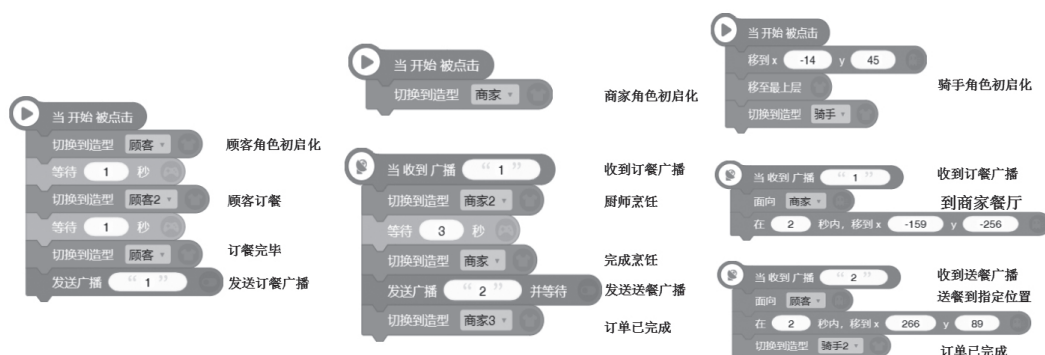 当 开始 被点击
切换到造型 顾客 顾客角色初启化
等待 1 秒
切换到造型 顾客2 顾客订餐
等待 1 秒
切换到造型 顾客 订餐完毕
发送广播 “ 1 ” 发送订餐广播
当 开始 被点击
切换到造型 商家 商家角色初启化
当 收到 广播 “ 1 ” 收到订餐广播
切换到造型 商家2 厨师烹饪
等待 3 秒
切换到造型 商家 完成烹饪
发送广播 “ 2 ” 并等待 发送送餐广播
切换到造型 商家3 订单已完成
当 开始 被点击
移到 x -14 y 45
移至最上层 骑手角色初启化
切换到造型 骑手
当 收到 广播 “ 1 ” 收到订餐广播
面向 商家 到商家餐厅
在 2 秒内，移到 x -159 y -256
当 收到 广播 “ 2 ” 收到送餐广播
面向 顾客 送餐到指定位置
在 2 秒内，移到 x 266 y 89
切换到造型 骑手2 订单已完成